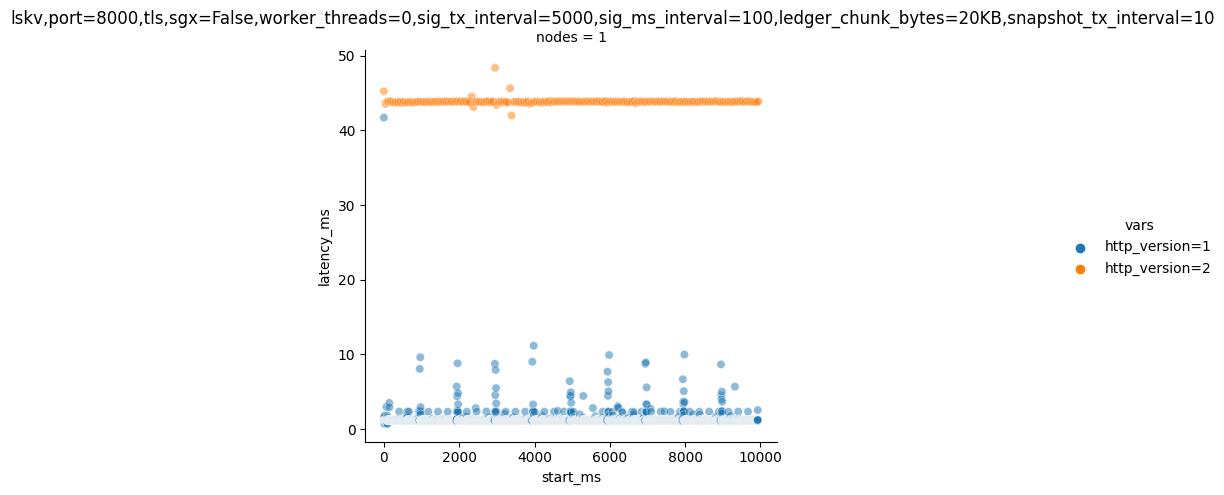 lskv,port=8000,tls,sgx=False,worker_threads=0,sig_tx_interval=5000,sig_ms_interval=100,ledger_chunk_bytes=20KB,snapshot_tx_interval=10
nodes = 1
50
40
30
20
10
0
latency_ms
0 2000 4000 6000 8000 10000
start_ms
vars
http_version=1
http_version=2